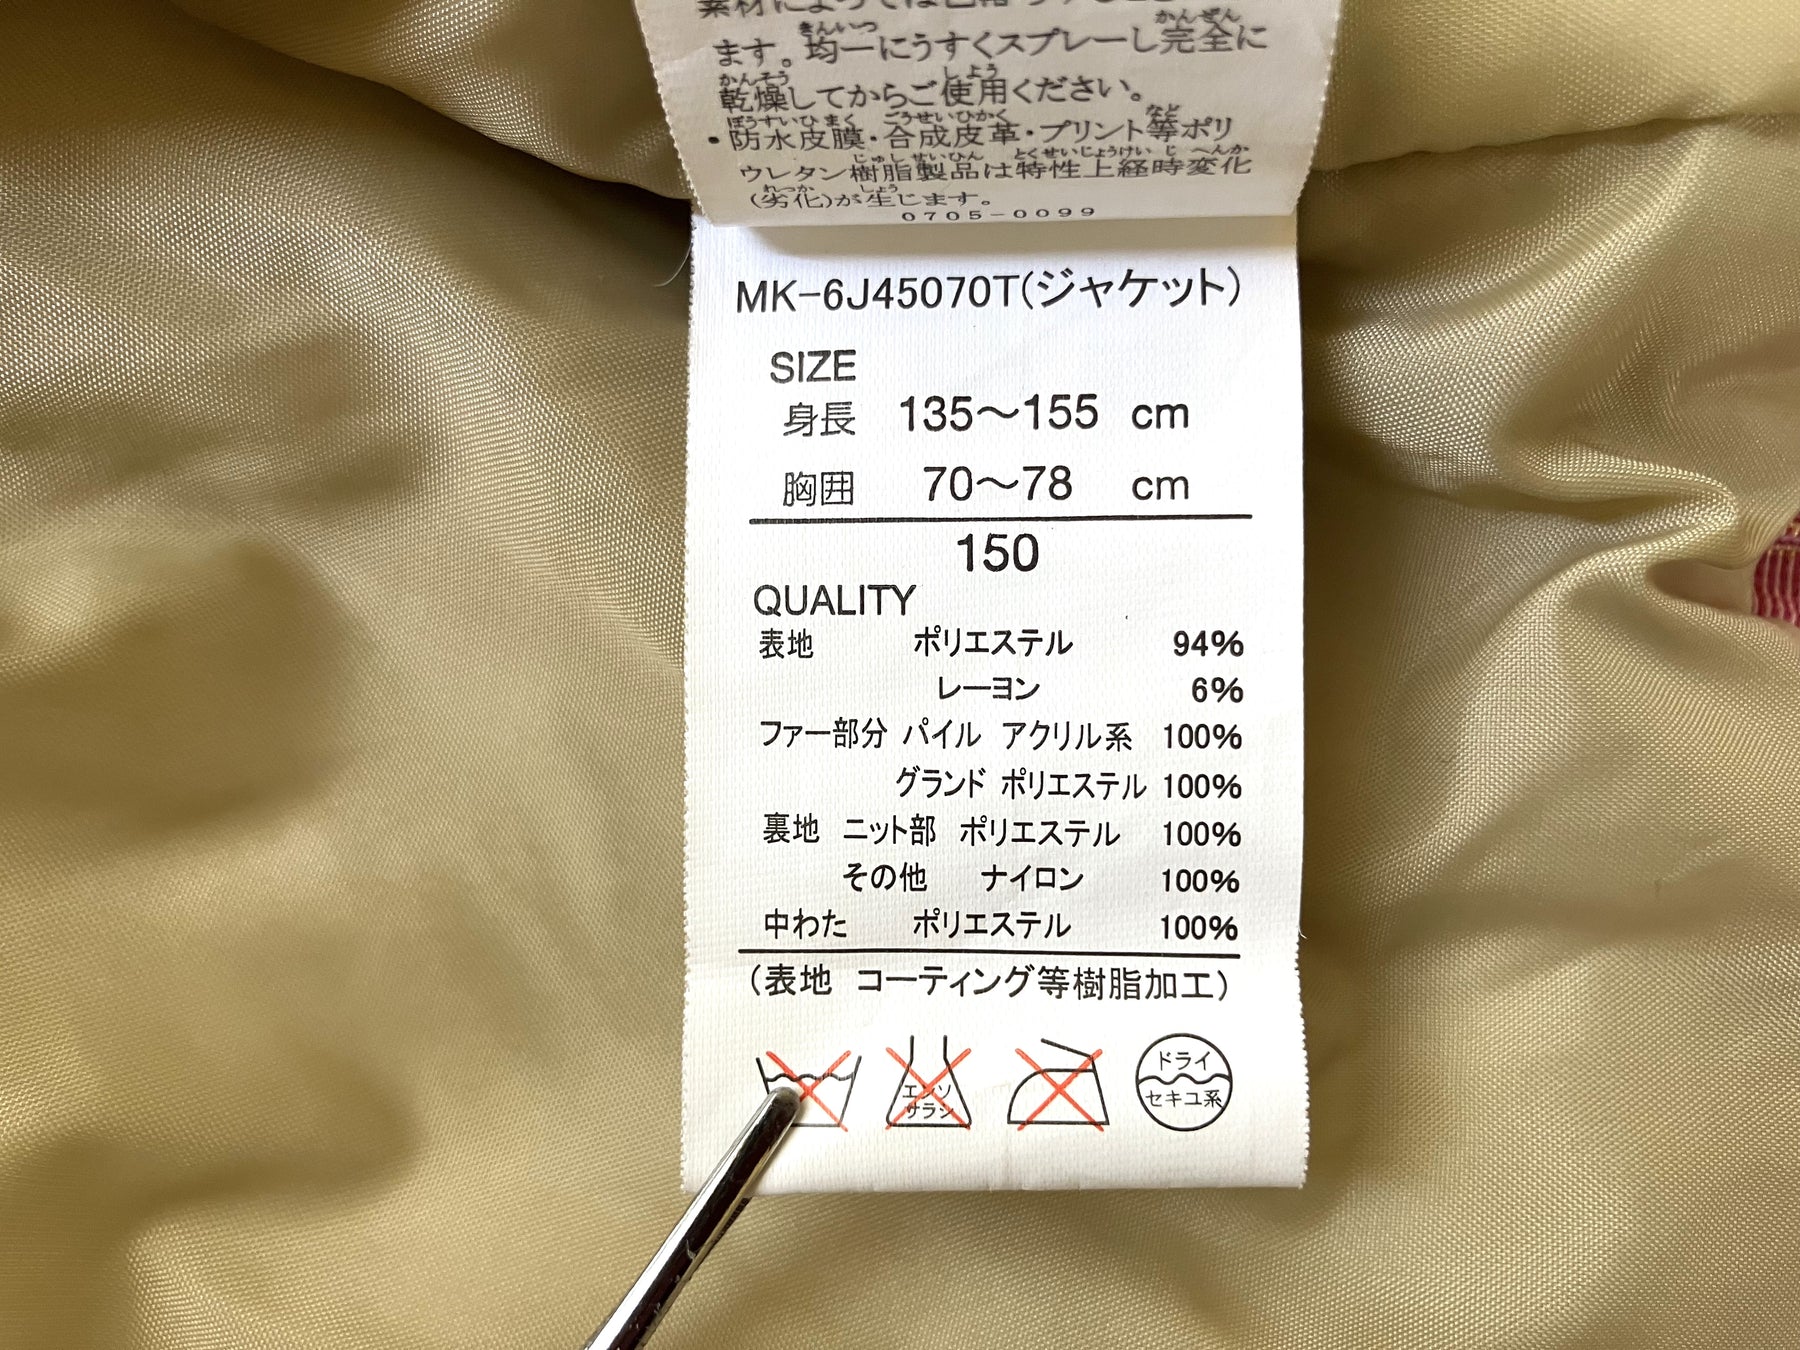 ます。均一にうすくスプレーし完全に
乾燥してからご使用ください。
・防水皮膜・合成皮革・プリント等ポリ
ウレタン樹脂製品は特性上経時変化
(劣化)が生じます。
0705-0099
MK-6J45070T(ジャケット)
SIZE
身長 135〜155 cm
胸囲 70〜78 cm
150
QUALITY
表地 ポリエステル 94%
レーヨン 6%
ファー部分 パイル アクリル系 100%
グランド ポリエステル 100%
裏地 ニット部 ポリエステル 100%
その他 ナイロン 100%
中わた ポリエステル 100%
(表地 コーティング等樹脂加工)
エンソ
サラシ
ドライ
セキユ系